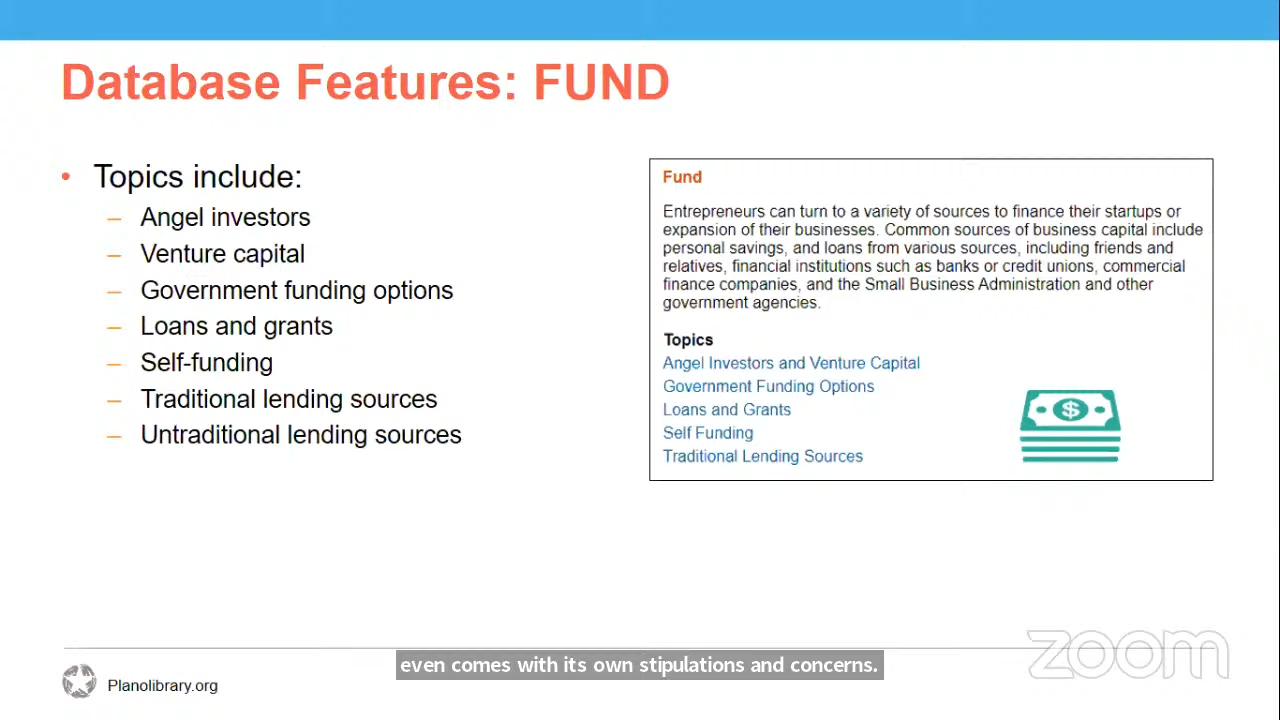 Database Features: FUND
• Topics include:
– Angel investors
– Venture capital
– Government funding options
– Loans and grants
– Self-funding
– Traditional lending sources
– Untraditional lending sources
Fund
Entrepreneurs can turn to a variety of sources to finance their startups or
expansion of their businesses. Common sources of business capital include
personal savings, and loans from various sources, including friends and
relatives, financial institutions such as banks or credit unions, commercial
finance companies, and the Small Business Administration and other
government agencies.
Topics
Angel Investors and Venture Capital
Government Funding Options
Loans and Grants
Self Funding
Traditional Lending Sources
$
zoom
even comes with its own stipulations and concerns.
Planolibrary.org